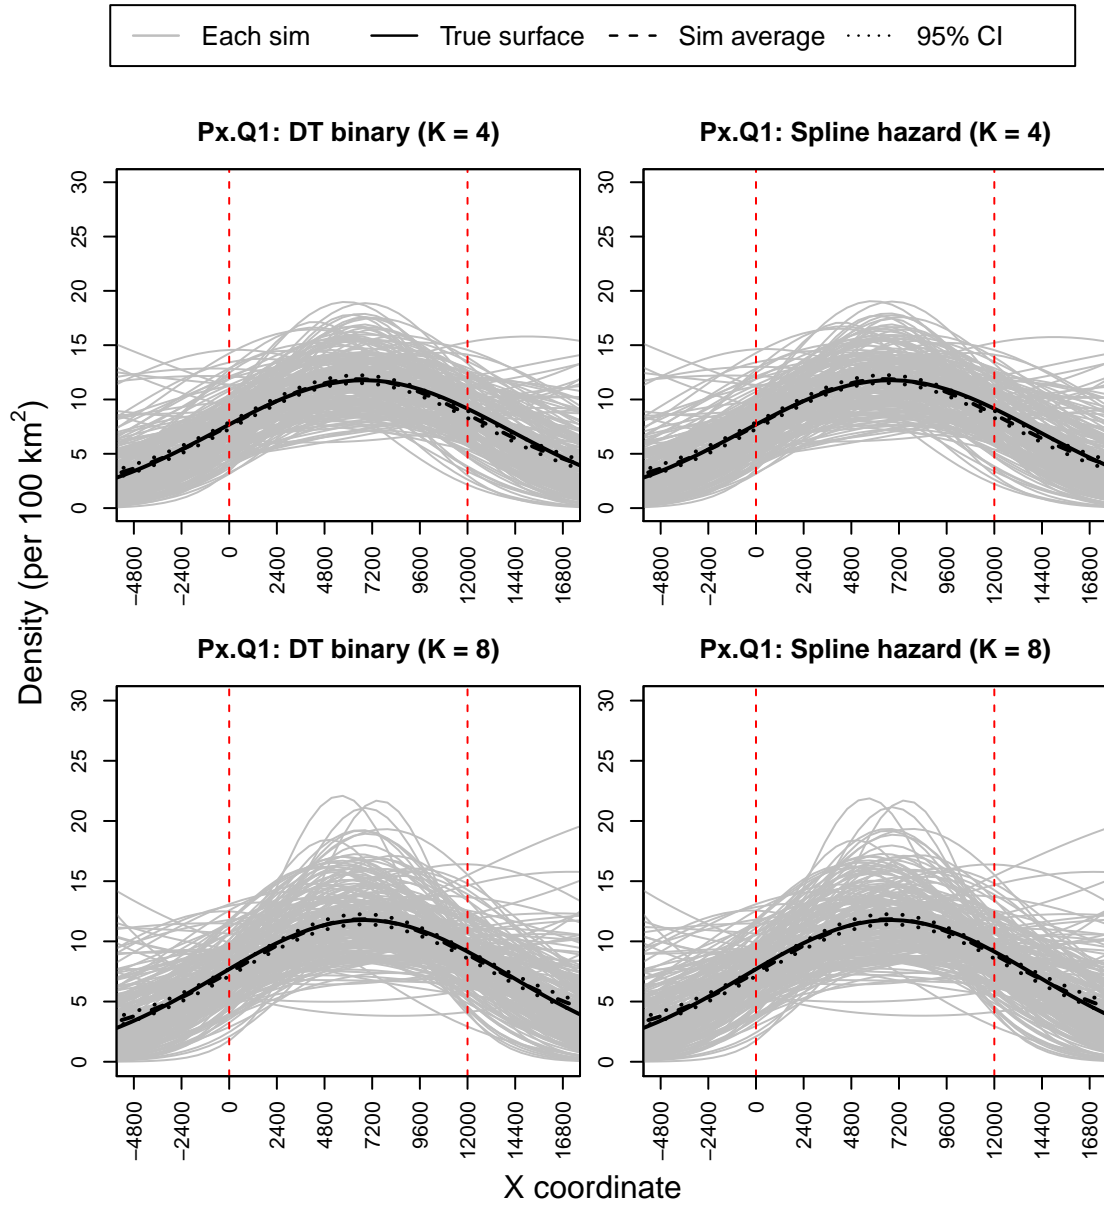 Each sim True surface Sim average 95% CI
Px.Q1: DT binary (K = 4) Px.Q1: Spline hazard (K = 4)
30 30
25 25
20 20
15 15
10 10
5 5
0 0
−4800 −2400 0 2400 4800 7200 9600 12000 14400 16800 −4800 −2400 0 2400 4800 7200 9600 12000 14400 16800
Density (per 100 km²)
Px.Q1: DT binary (K = 8) Px.Q1: Spline hazard (K = 8)
30 30
25 25
20 20
15 15
10 10
5 5
0 0
−4800 −2400 0 2400 4800 7200 9600 12000 14400 16800 −4800 −2400 0 2400 4800 7200 9600 12000 14400 16800
X coordinate